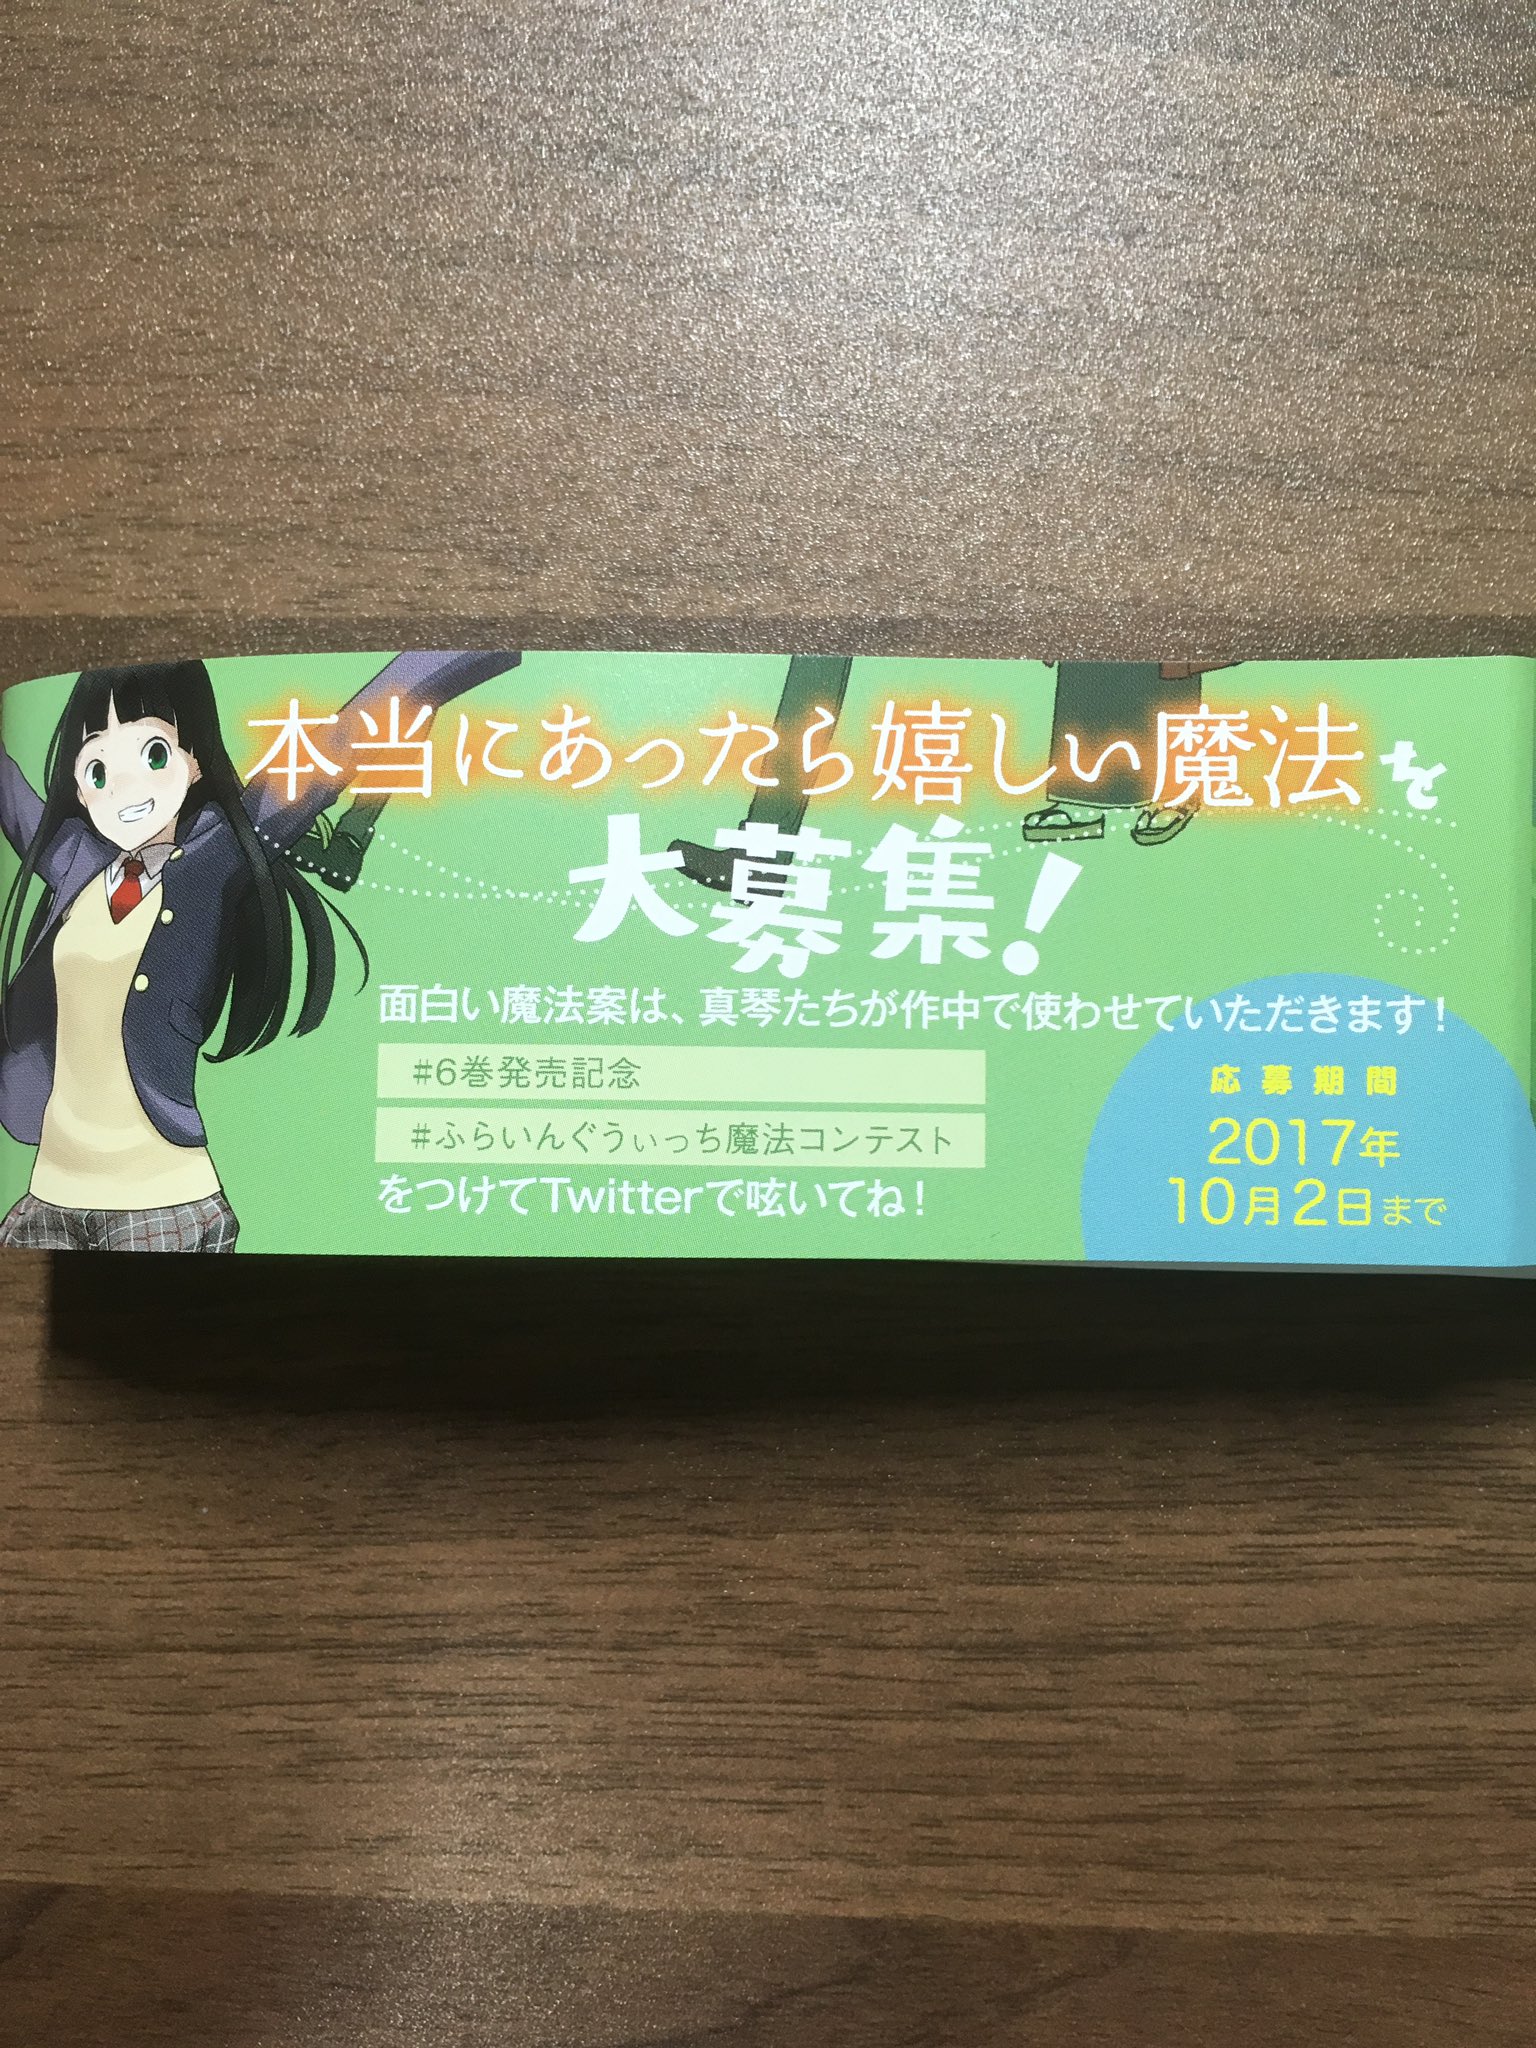 本当にあったら嬉しい魔法を
大募集!
面白い魔法案は、真琴たちが作中で使わせていただきます!
#6巻発売記念
#ふらいんぐうぃっち魔法コンテスト
をつけてTwitterで呟いてね!
応募期間
2017年
10月2日まで